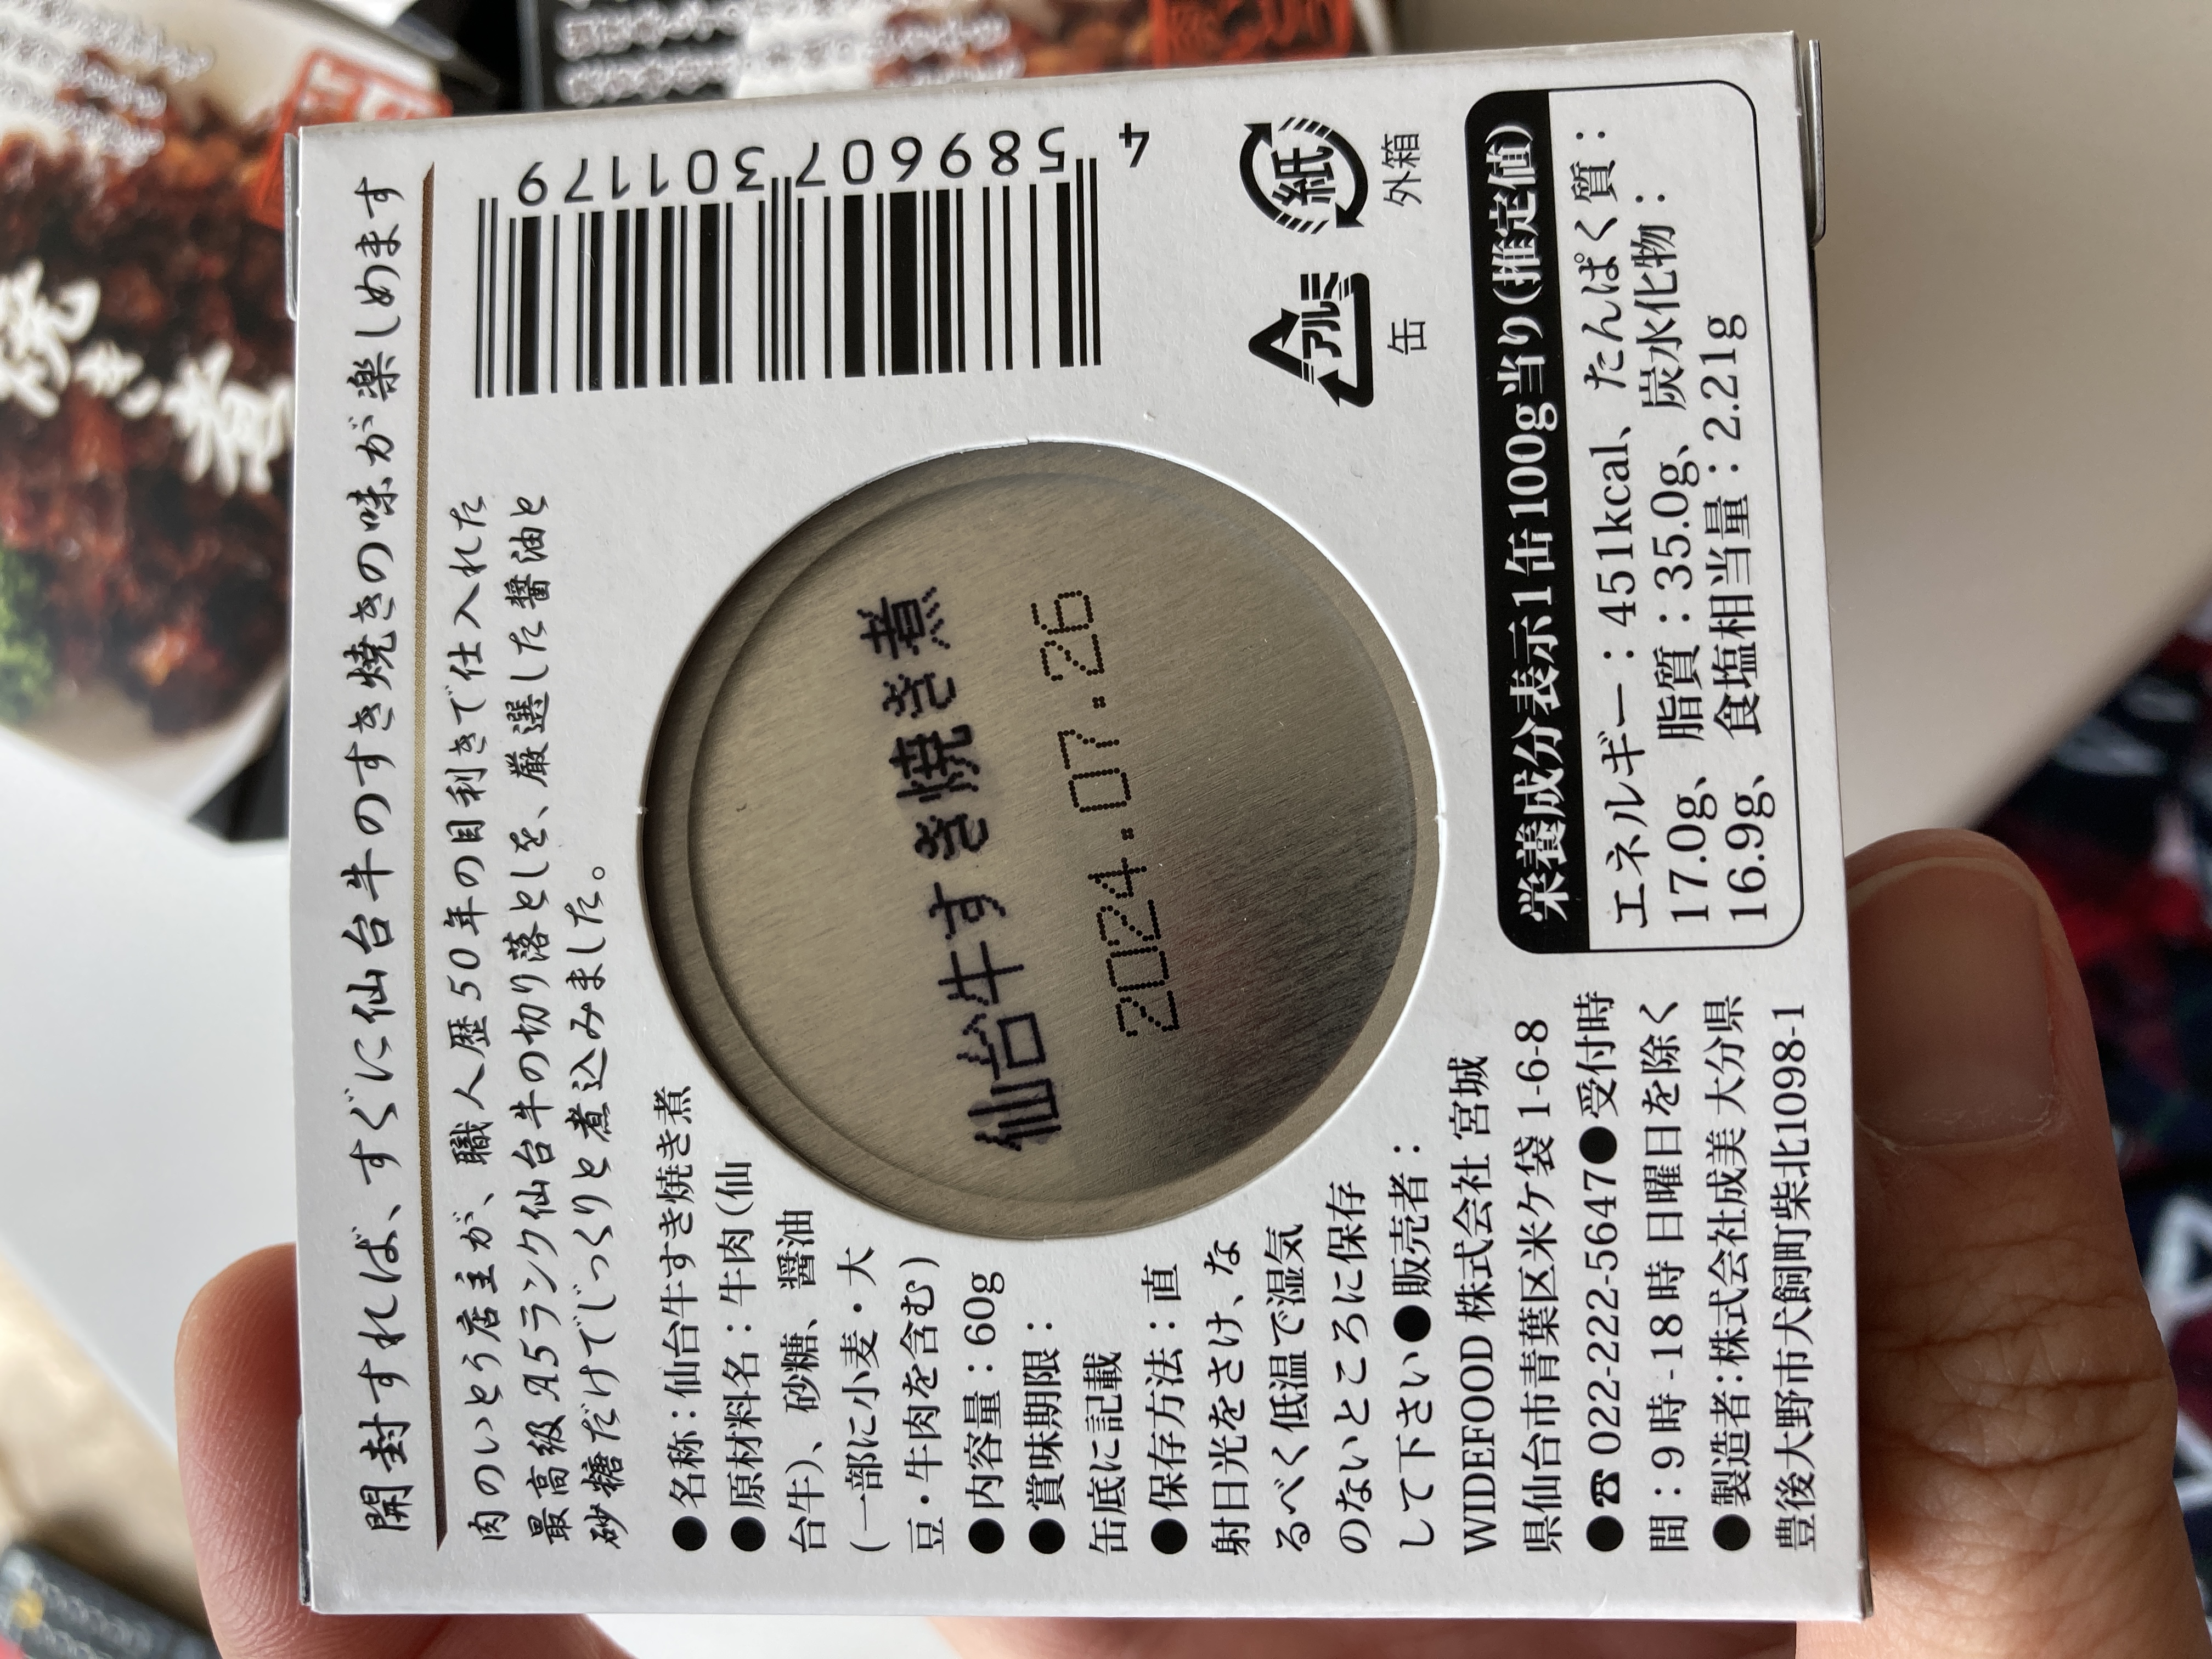 開封すれば、すぐに仙台牛のすき焼きの味が楽しめます
肉のいとう店主が、職人歴50年の目利きで仕入れた
最高級A5ランク仙台牛の切り落としを、厳選した醤油と
砂糖だけでじっくりと煮込みました。
●名称：仙台牛すき焼き煮
●原材料名：牛肉（仙
台牛）、砂糖、醤油
（一部に小麦・大
豆・牛肉を含む）
●内容量：60g
●賞味期限：
缶底に記載
●保存方法：直
射日光をさけ、な
るべく低温で湿気
のないところに保存
して下さい●販売者：
WIDEFOOD 株式会社 宮城
県仙台市青葉区米ケ袋 1-6-8
●☎022-222-5647●受付時
間：9時-18時 日曜日を除く
●製造者：株式会社成美 大分県
豊後大野市犬飼町柴北1098-1
仙台牛すき焼き煮
2024.07.26
4 589607 301179
アルミ
缶
紙
外箱
栄養成分表示1缶100g当り（推定値）
エネルギー：451kcal、たんぱく質：
17.0g、脂質：35.0g、炭水化物：
16.9g、食塩相当量：2.21g
焼き煮